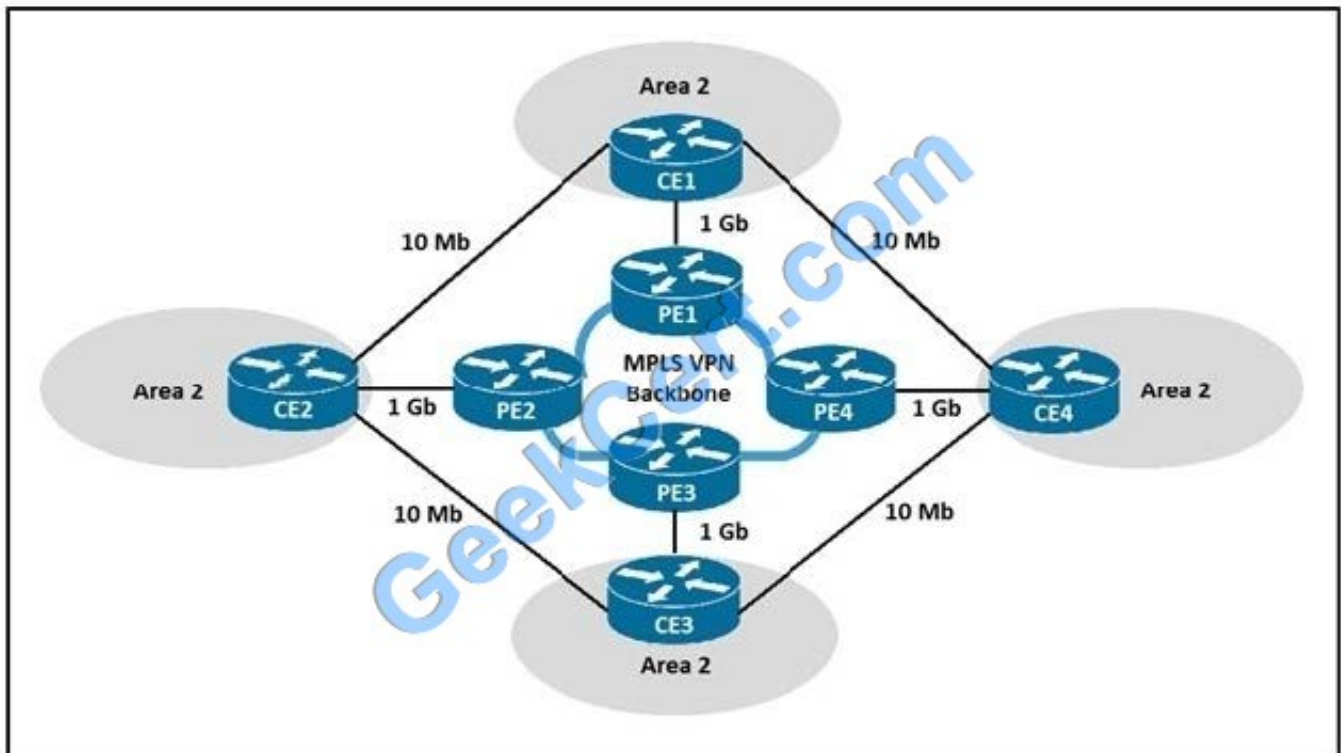 Area 2
CE1
10 Mb
1 Gb
10 Mb
PE1
Area 2
CE2
1 Gb
PE2
MPLS VPN
Backbone
PE4
1 Gb
CE4
Area 2
PE3
10 Mb
1 Gb
10 Mb
CE3
Area 2
GeekCert.com